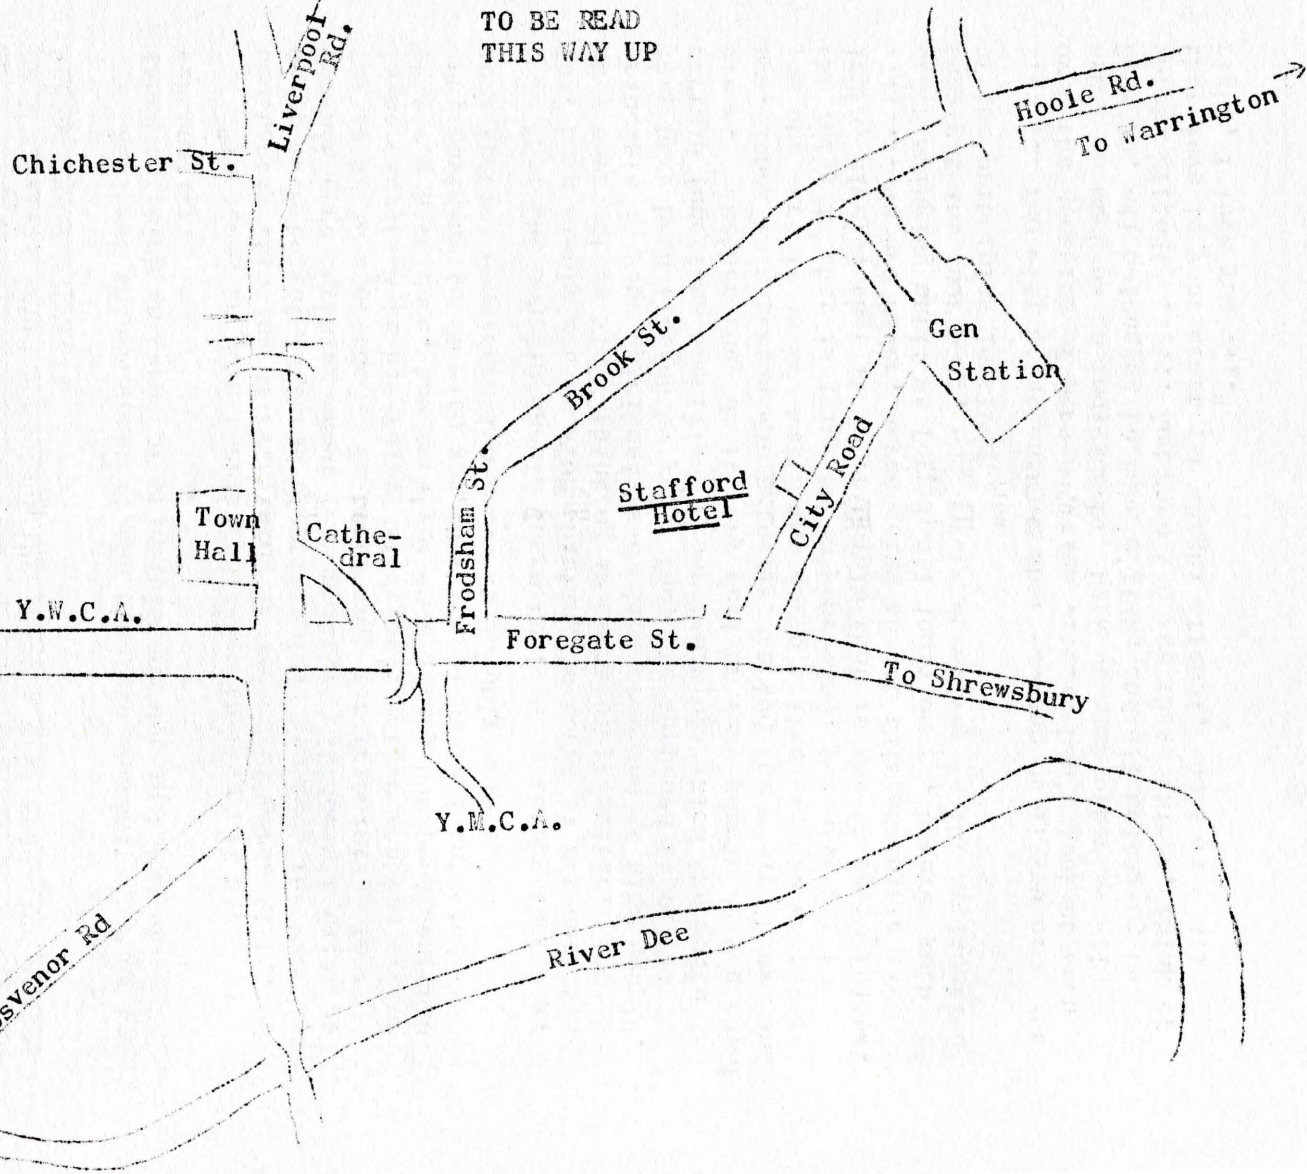 TO BE READ
THIS WAY UP
Liverpool
Rd.
Hoole Rd.
To Warrington
Chichester St.
Brook St.
Gen
Station
Stafford
Hotel
City Road
Frodsham St.
Town
Hall
Cathe-
dral
Y.W.C.A.
Foregate St.
To Shrewsbury
Y.M.C.A.
River Dee
osvenor Rd